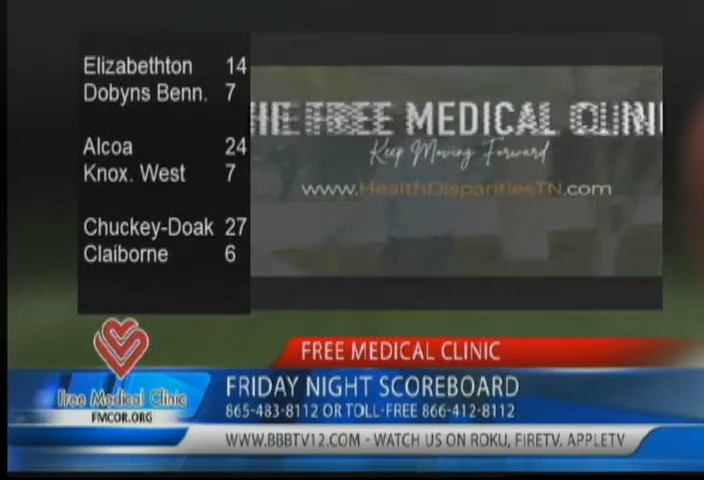 Elizabethton 14
Dobyns Benn. 7
Alcoa 24
Knox. West 7
Chuckey-Doak 27
Claiborne 6
THE FREE MEDICAL CLINI
Keep Moving Forward
www.HealthDisparitiesTN.com
FREE MEDICAL CLINIC
Free Medical Clinic
FMCOR.ORG
FRIDAY NIGHT SCOREBOARD
865-483-8112 OR TOLL-FREE 866-412-8112
WWW.BBBTV12.COM - WATCH US ON ROKU, FIRETV, APPLETV